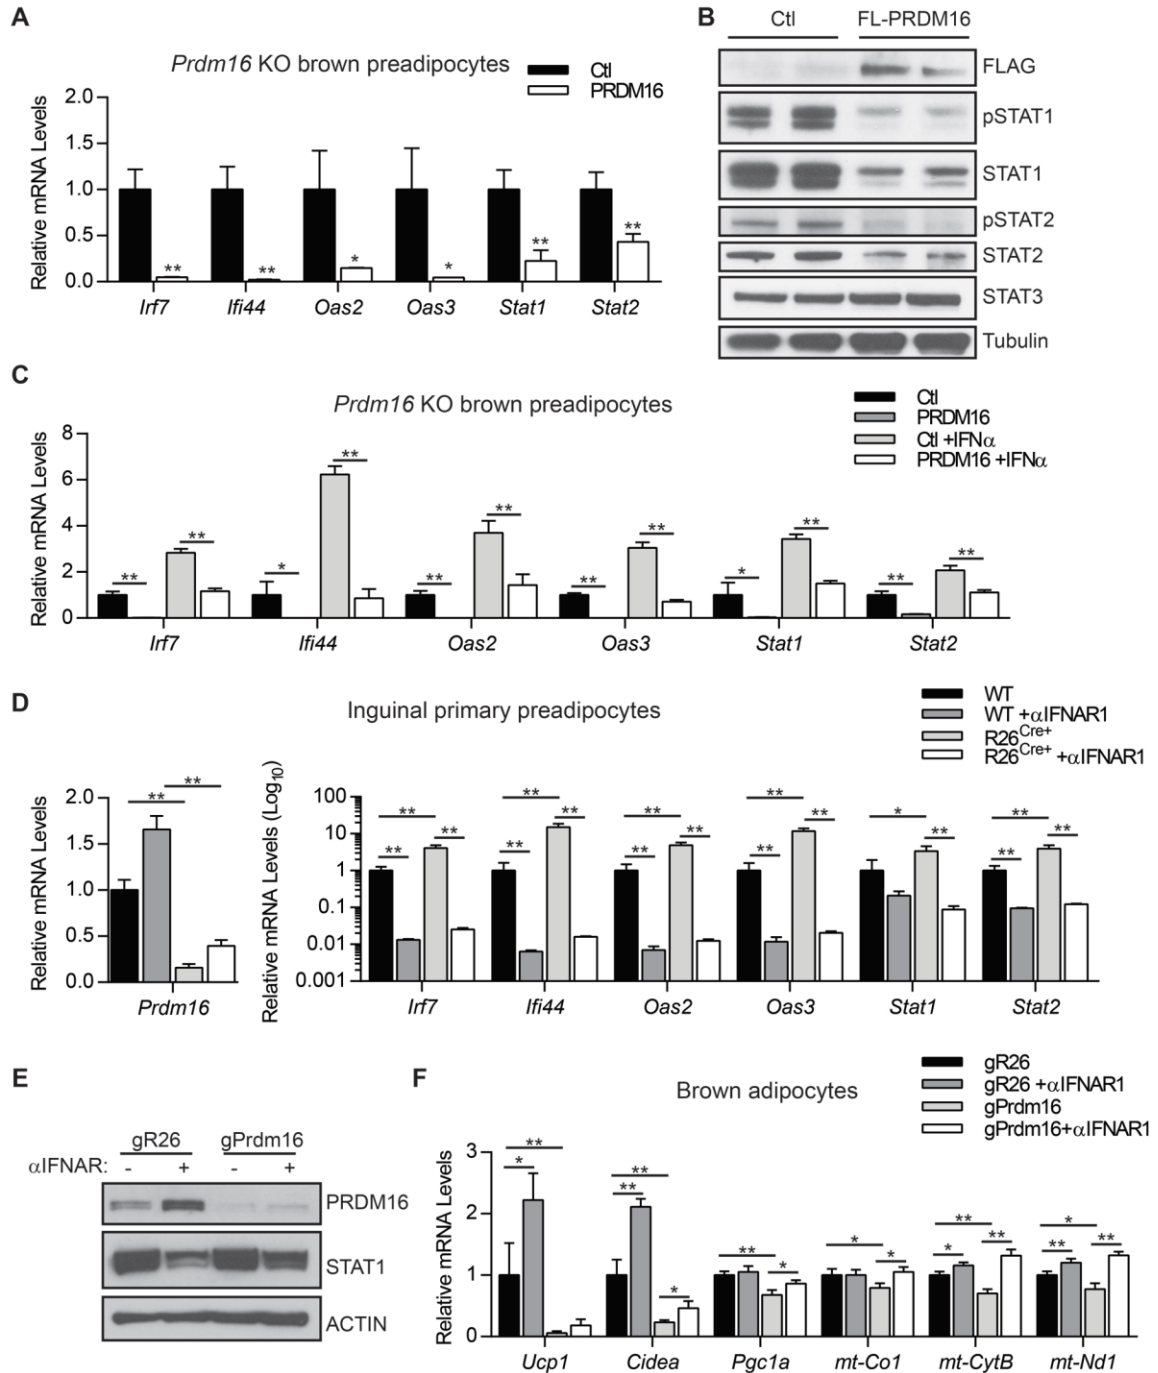 A
Prdm16 KO brown preadipocytes
Ctl
PRDM16
Relative mRNA Levels
2.0
1.5
1.0
0.5
0.0
** ** * * ** **
Irf7 Ifi44 Oas2 Oas3 Stat1 Stat2
B
Ctl FL-PRDM16
FLAG
pSTAT1
STAT1
pSTAT2
STAT2
STAT3
Tubulin
C
Prdm16 KO brown preadipocytes
Ctl
PRDM16
Ctl +IFNα
PRDM16 +IFNα
Relative mRNA Levels
8
6
4
2
0
** ** * ** ** ** ** ** * ** ** **
Irf7 Ifi44 Oas2 Oas3 Stat1 Stat2
D
Inguinal primary preadipocytes
WT
WT +αIFNAR1
R26Cre+
R26Cre+ +αIFNAR1
Relative mRNA Levels
2.0
1.5
1.0
0.5
0.0
** **
Prdm16
Relative mRNA Levels (Log10)
100
10
1
0.1
0.01
0.001
** ** ** ** * **
** ** ** ** ** ** ** ** ** ** **
Irf7 Ifi44 Oas2 Oas3 Stat1 Stat2
E
gR26 gPrdm16
αIFNAR: - + - +
PRDM16
STAT1
ACTIN
F
Brown adipocytes
gR26
gR26 +αIFNAR1
gPrdm16
gPrdm16+αIFNAR1
Relative mRNA Levels
3
2
1
0
** ** ** * ** *
* ** * * * * ** ** **
Ucp1 Cidea Pgc1a mt-Co1 mt-CytB mt-Nd1